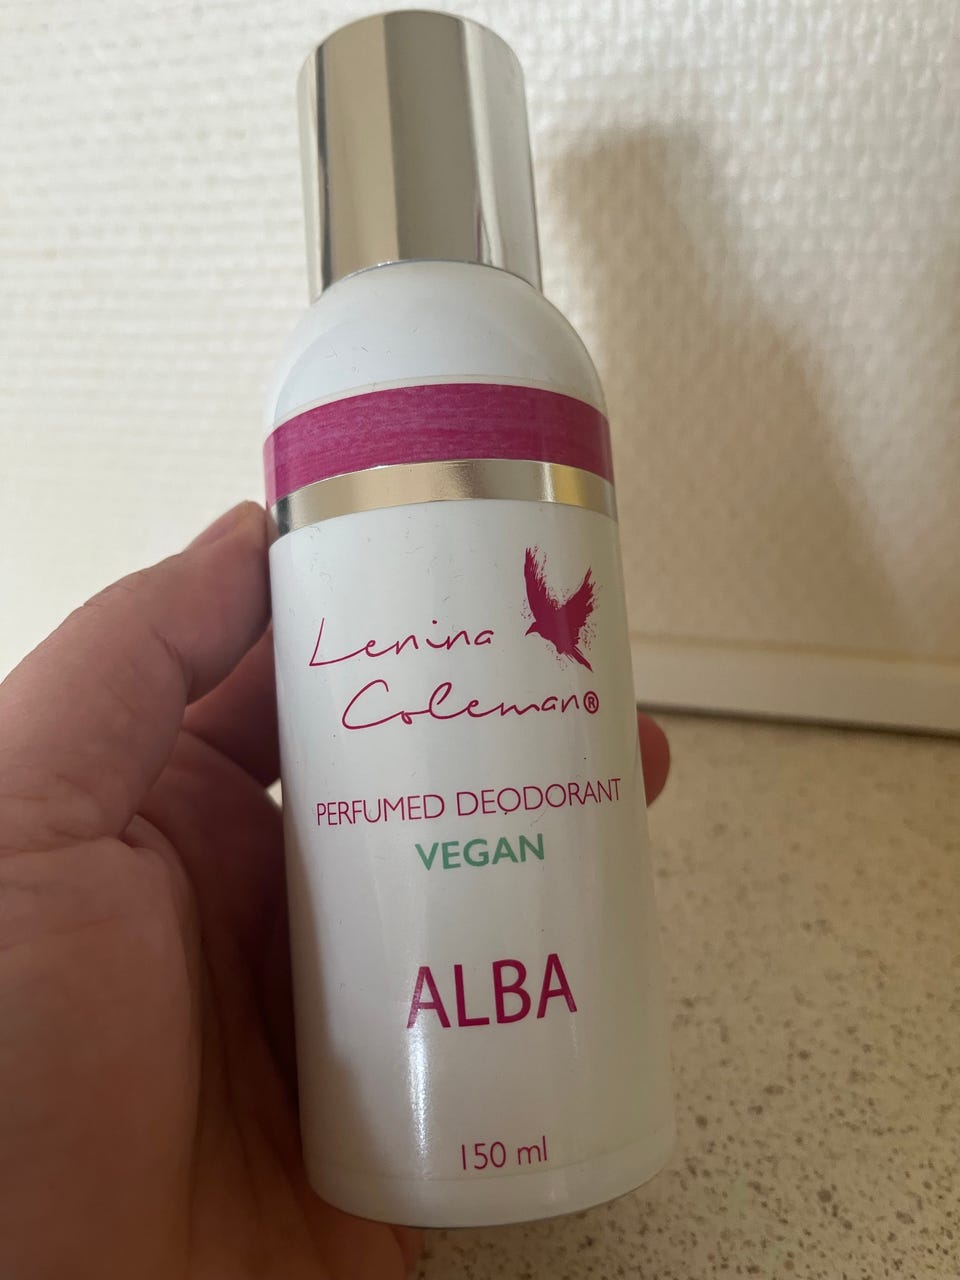 Lenina
Coleman®
PERFUMED DEODORANT
VEGAN
ALBA
150 ml